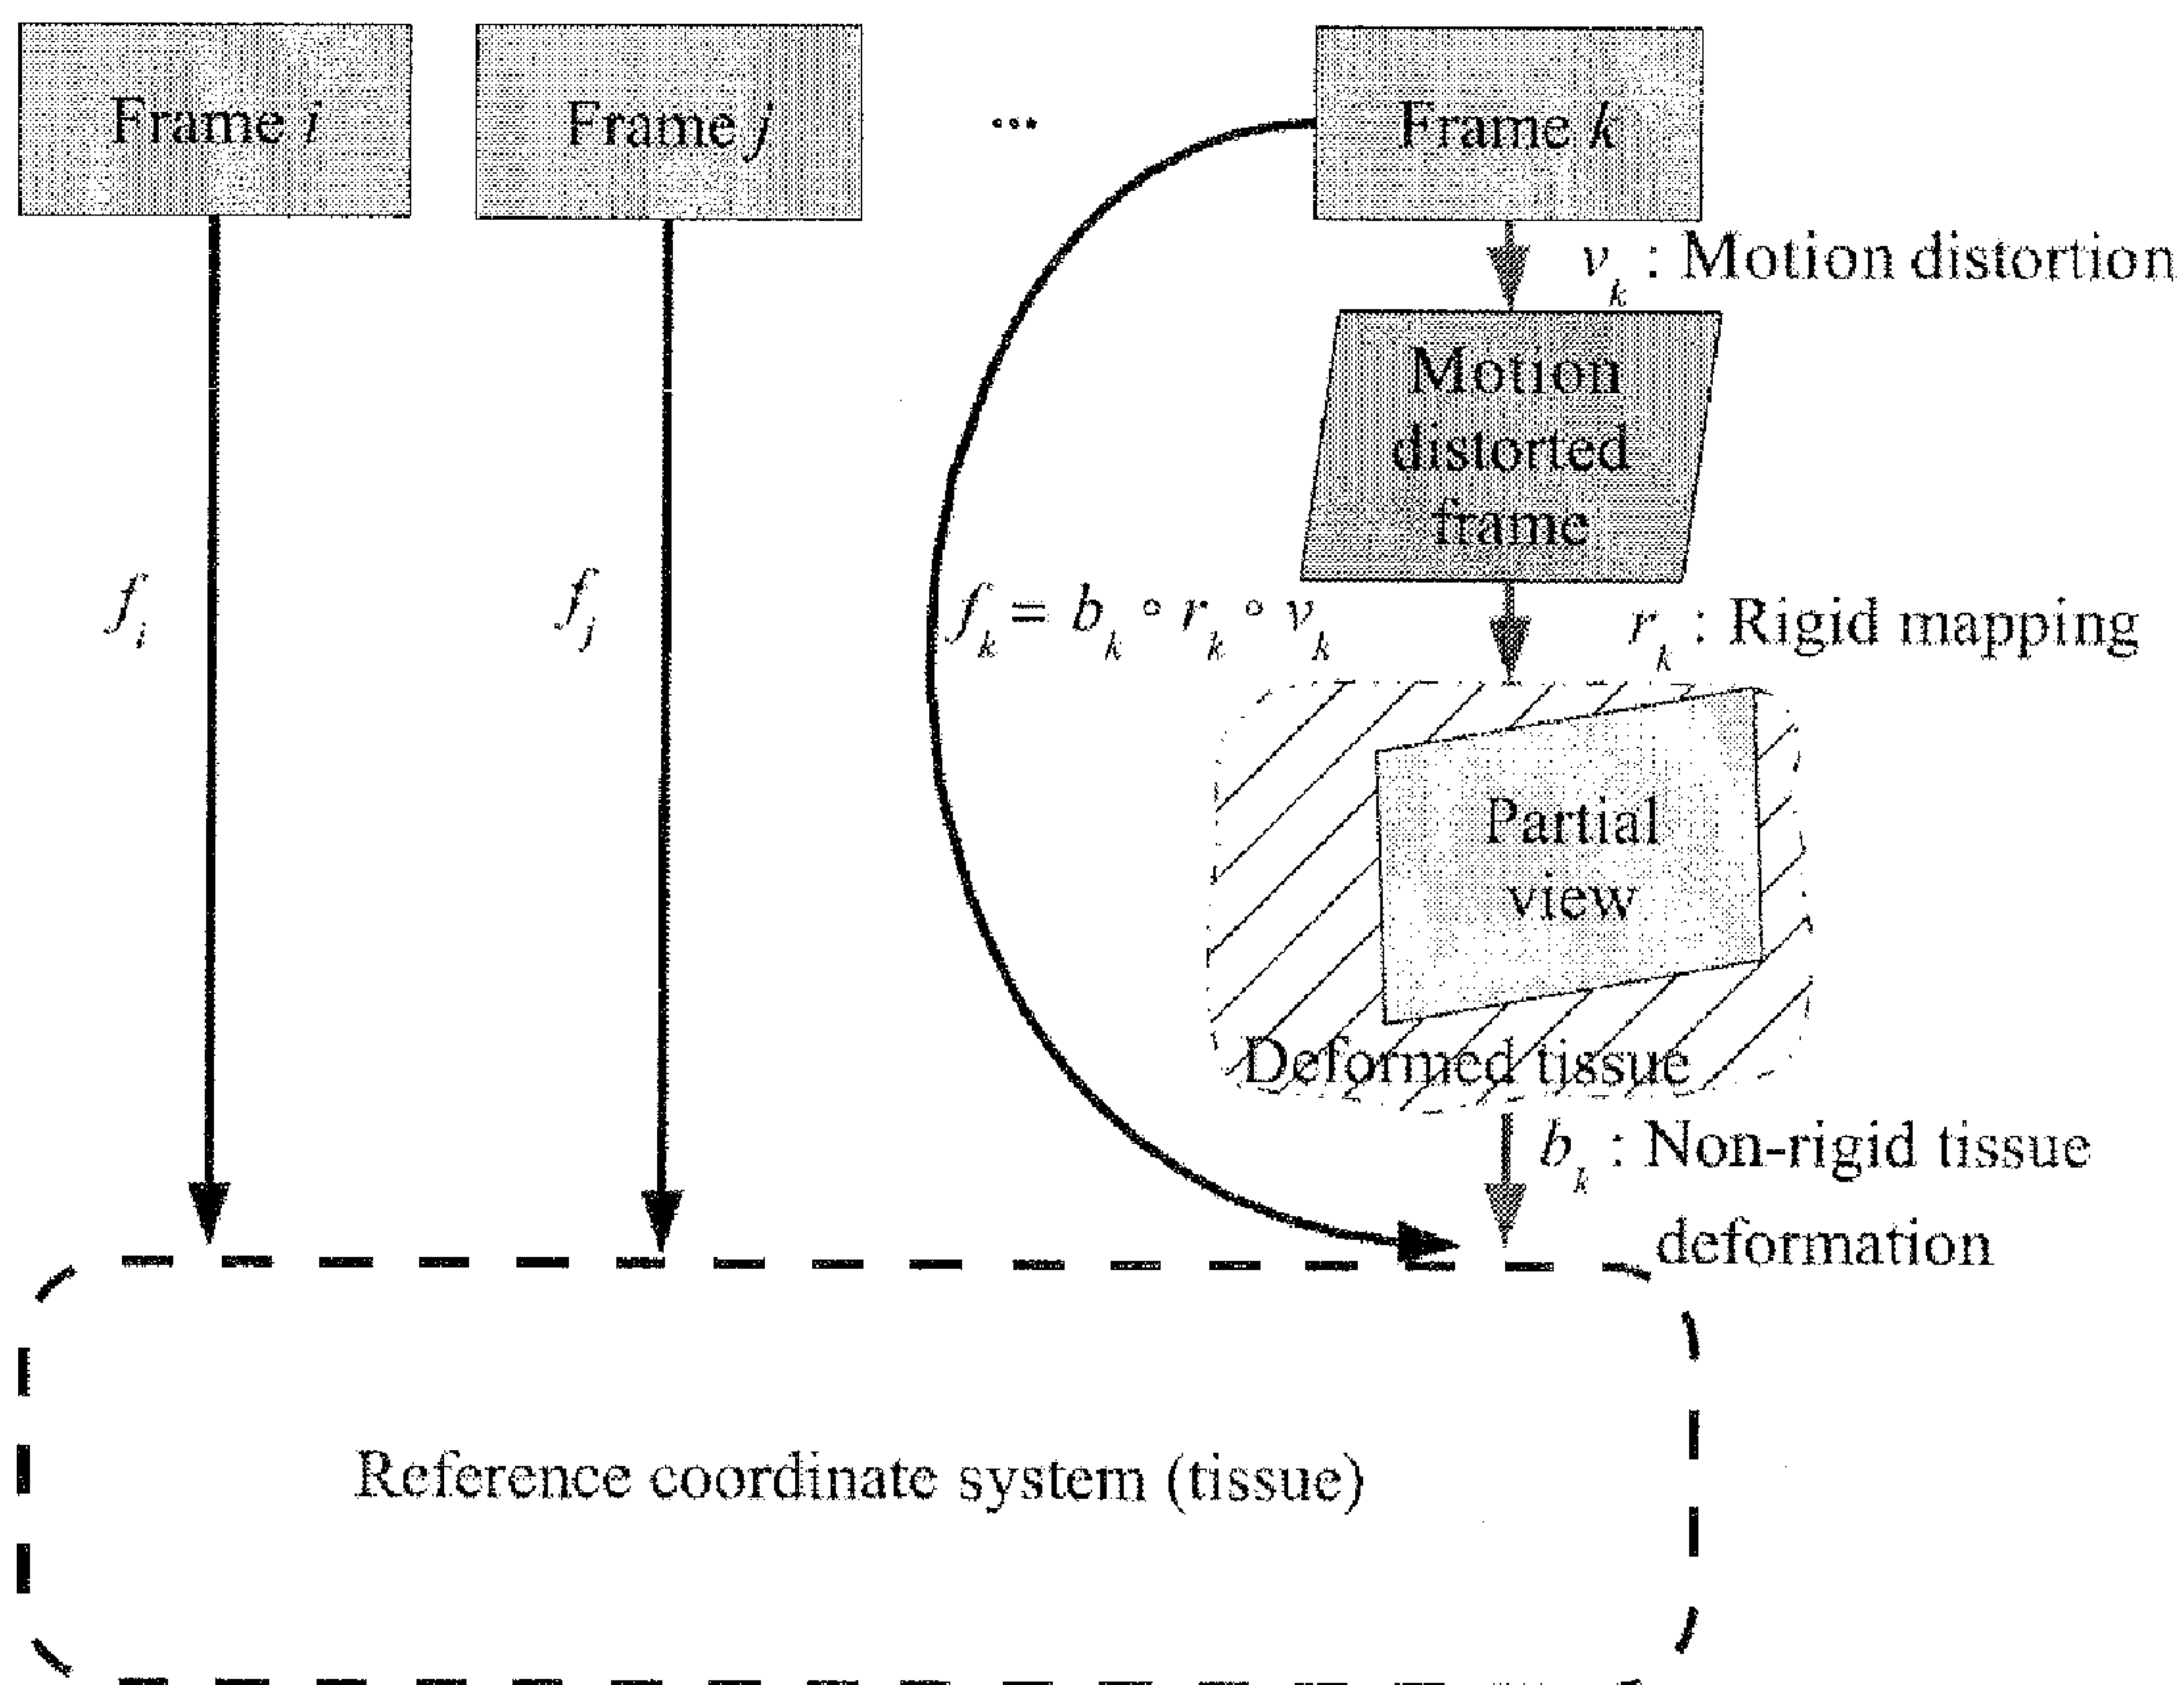 Frame i
Frame j
...
Frame k
v_k : Motion distortion
Motion
distorted
frame
f_i
f_j
f_k = b_k ∘ r_k ∘ v_k
r_k : Rigid mapping
Partial
view
Deformed tissue
b_k : Non-rigid tissue
deformation
Reference coordinate system (tissue)